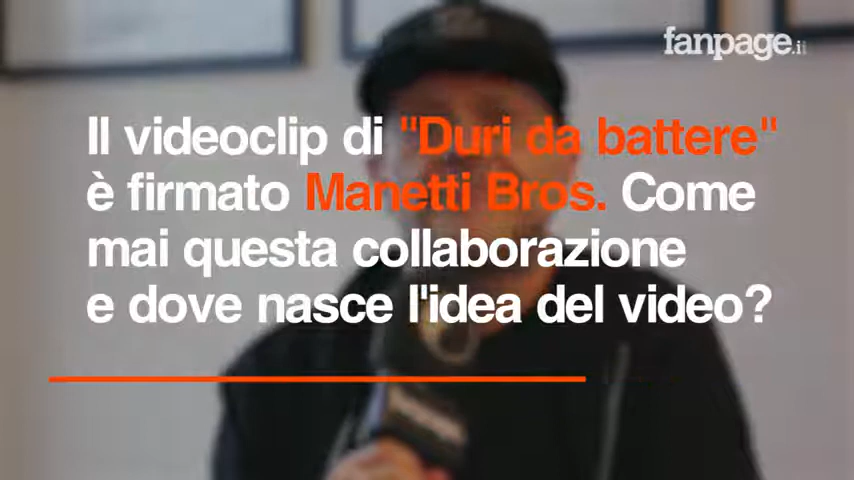 fanpage.it
Il videoclip di "Duri da battere"
è firmato Manetti Bros. Come
mai questa collaborazione
e dove nasce l'idea del video?